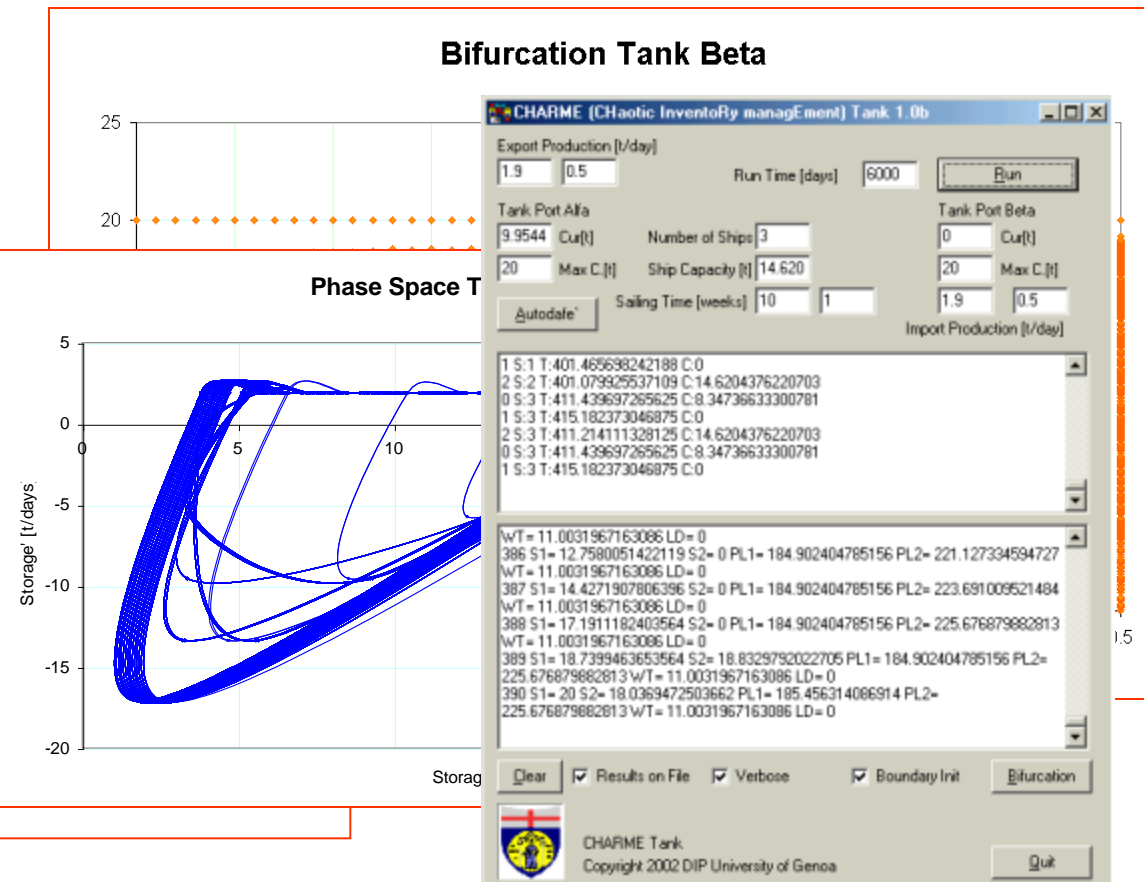 Bifurcation Tank Beta
25
20
.5
Phase Space T
5
0
0
5
10
-5
-10
-15
-20
Storage' [t/days
Storag
CHARME (CHaotic InventoRy managEment) Tank 1.0b
Export Production [t/day]
1.9 0.5 Run Time [days] 6000 Run
Tank Port Alfa Tank Port Beta
9.9544 Cur[t] Number of Ships 3 0 Cur[t]
20 Max C.[t] Ship Capacity [t] 14.620 20 Max C.[t]
Autodafe` Sailing Time [weeks] 10 1 1.9 0.5
Import Production [t/day]
1 S:1 T:401.465698242188 C:0
2 S:2 T:401.079925537109 C:14.6204376220703
0 S:3 T:411.439697265625 C:8.34736633300781
1 S:3 T:415.182373046875 C:0
2 S:3 T:411.214111328125 C:14.6204376220703
0 S:3 T:411.439697265625 C:8.34736633300781
1 S:3 T:415.182373046875 C:0
WT= 11.0031967163086 LD= 0
386 S1= 12.7580051422119 S2= 0 PL1= 184.902404785156 PL2= 221.127334594727
WT= 11.0031967163086 LD= 0
387 S1= 14.4271907806396 S2= 0 PL1= 184.902404785156 PL2= 223.691009521484
WT= 11.0031967163086 LD= 0
388 S1= 17.1911182403564 S2= 0 PL1= 184.902404785156 PL2= 225.676879882813
WT= 11.0031967163086 LD= 0
389 S1= 18.7399463653564 S2= 18.8329792022705 PL1= 184.902404785156 PL2=
225.676879882813 WT= 11.0031967163086 LD= 0
390 S1= 20 S2= 18.0369472503662 PL1= 185.456314086914 PL2=
225.676879882813 WT= 11.0031967163086 LD= 0
Clear Results on File Verbose Boundary Init Bifurcation
CHARME Tank
Copyright 2002 DIP University of Genoa
Quit